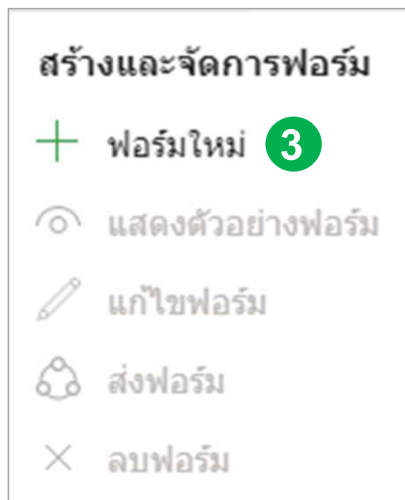 สร้างและจัดการฟอร์ม
ฟอร์มใหม่ 3
แสดงตัวอย่างฟอร์ม
แก้ไขฟอร์ม
ส่งฟอร์ม
ลบฟอร์ม